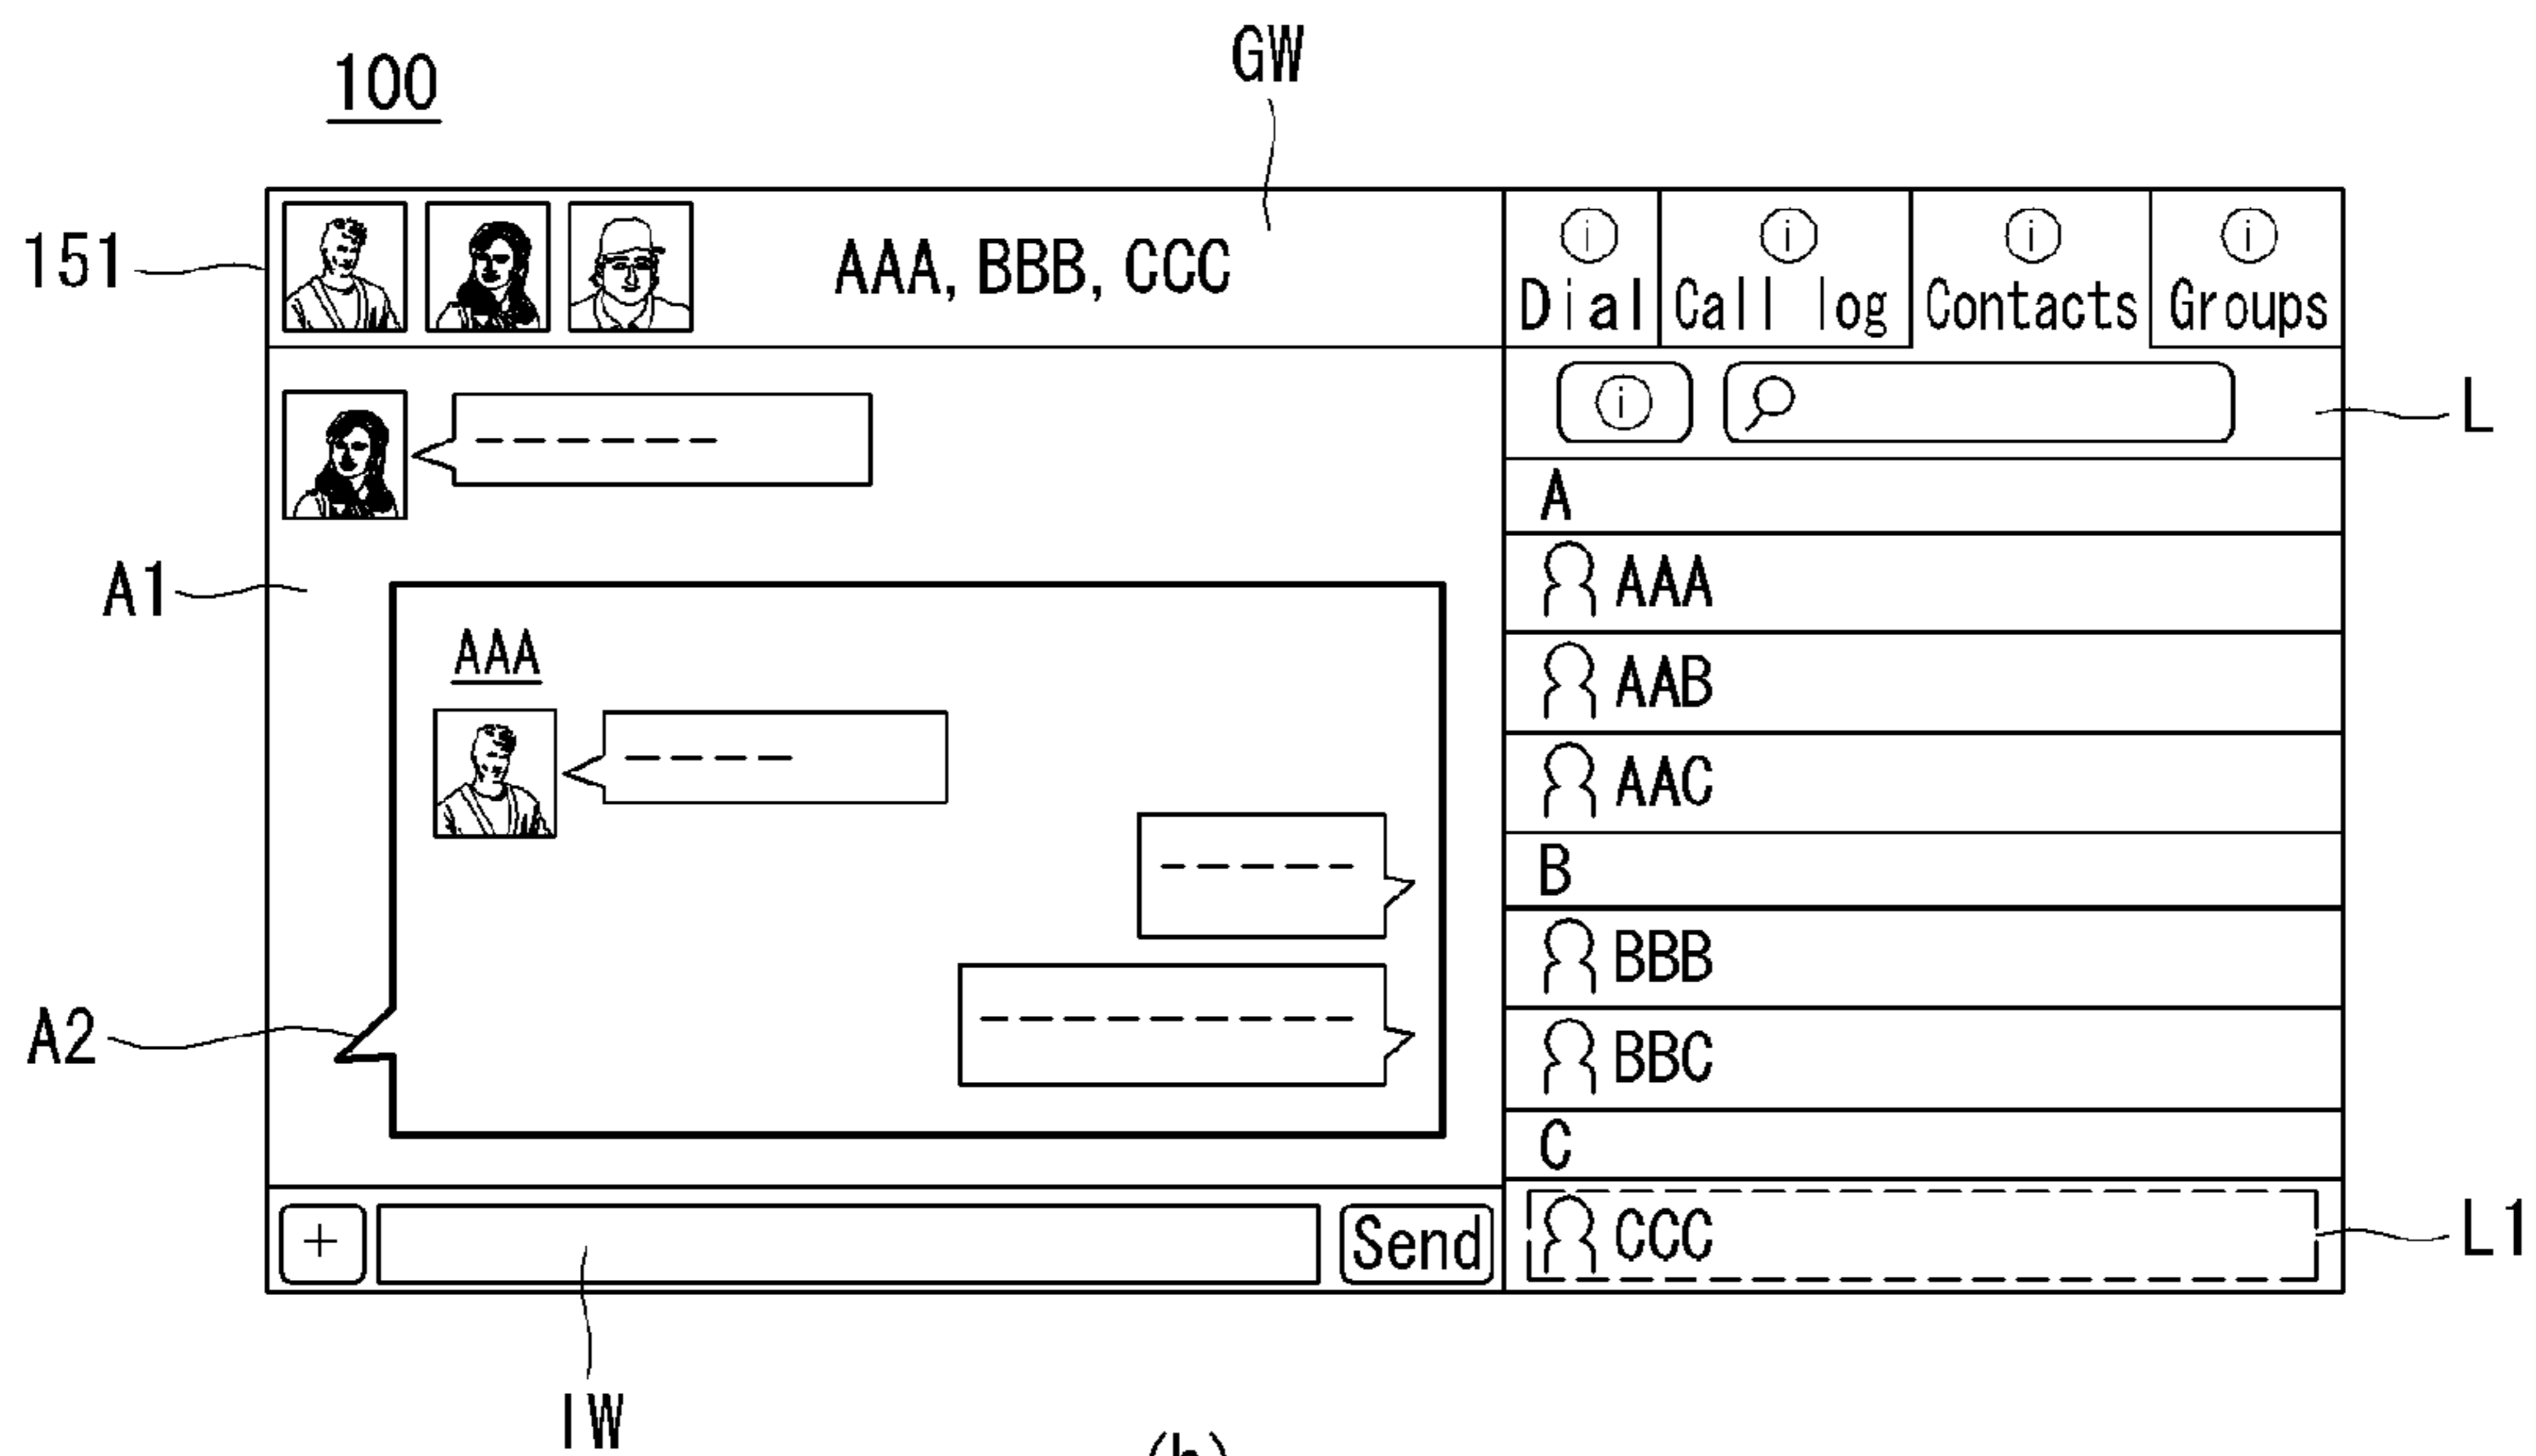 100
GW
151
AAA, BBB, CCC
Dial
Call log
Contacts
Groups
L
A
A1
AAA
AAA
AAB
AAC
B
BBB
A2
BBC
C
+
Send
CCC
L1
IW